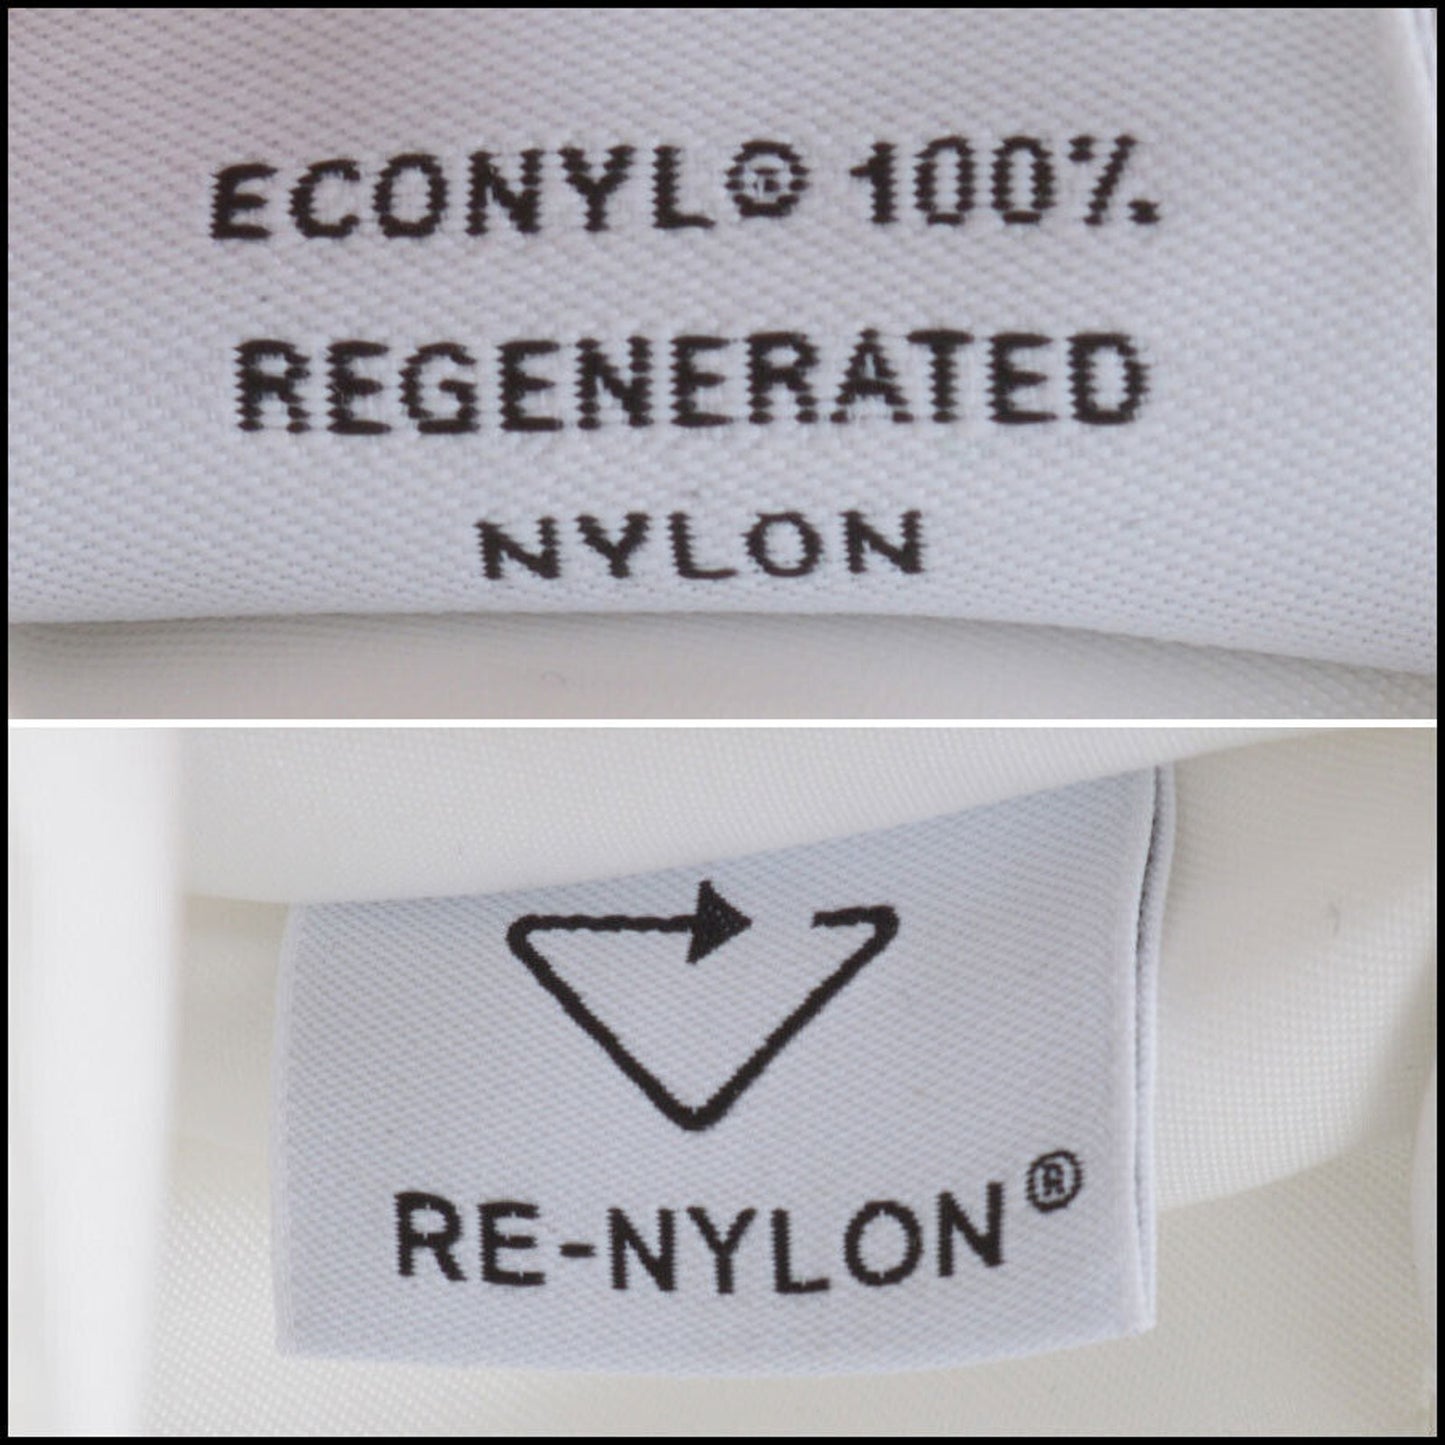 ECONYL® 100%
REGENERATED
NYLON
RE-NYLON®